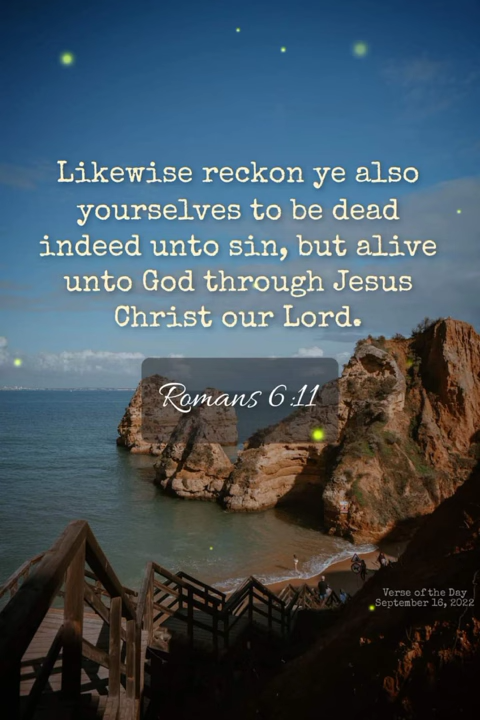 Likewise reckon ye also
yourselves to be dead
indeed unto sin, but alive
unto God through Jesus
Christ our Lord.
Romans 6:11
Verse of the Day
September 16, 2022